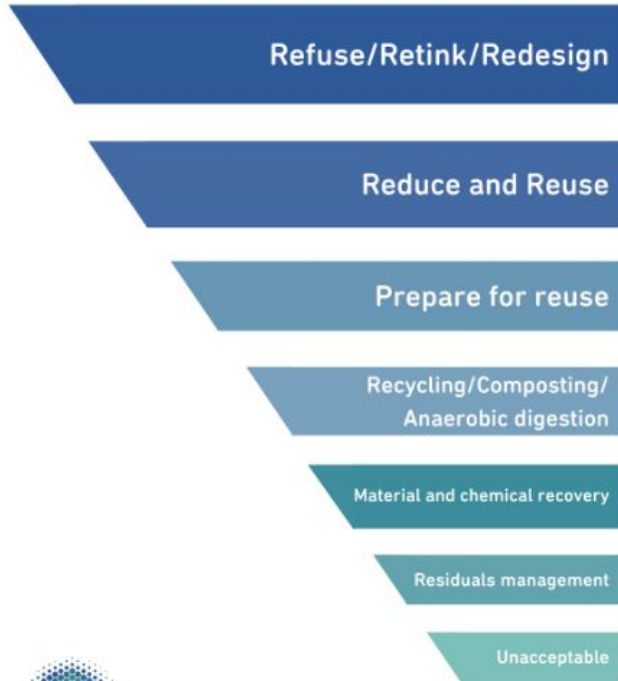 Refuse/Retink/Redesign
Reduce and Reuse
Prepare for reuse
Recycling/Composting/
Anaerobic digestion
Material and chemical recovery
Residuals management
Unacceptable